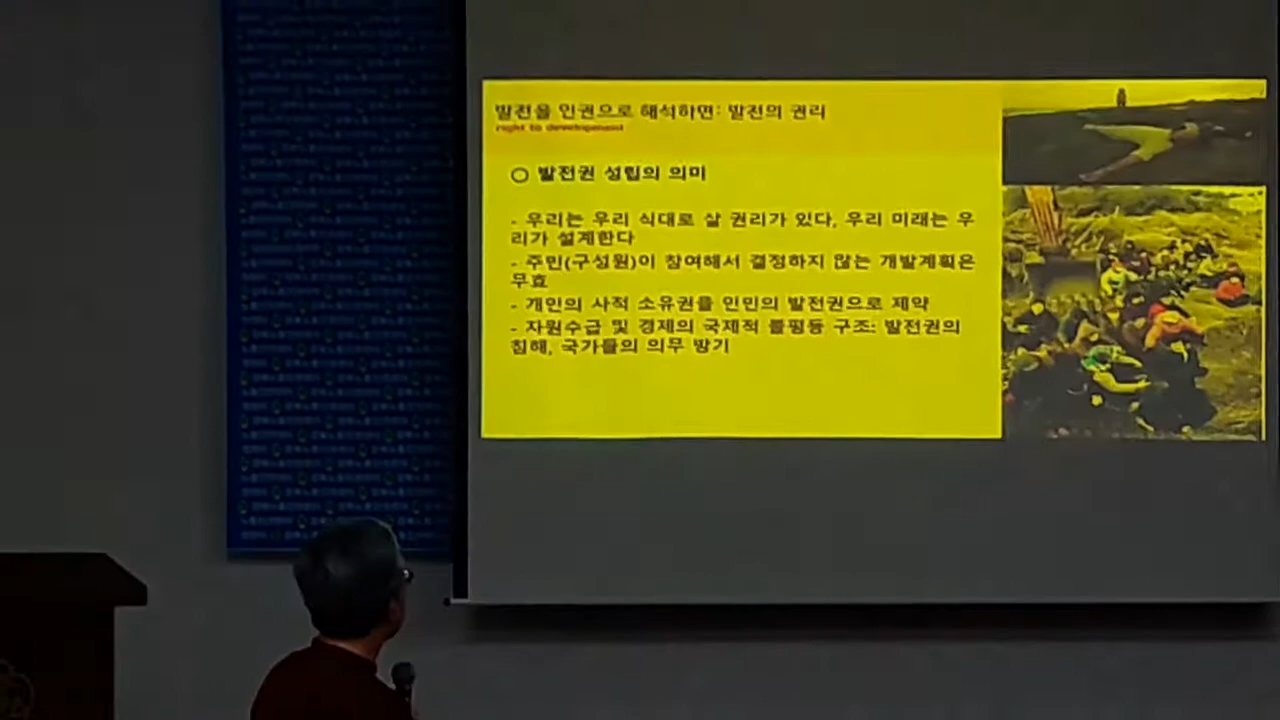 발전을 인권으로 해석하면: 발전의 권리
right to development
○ 발전권 성립의 의미
- 우리는 우리 식대로 살 권리가 있다, 우리 미래는 우
리가 설계한다
- 주민(구성원)이 참여해서 결정하지 않는 개발계획은
무효
- 개인의 사적 소유권을 인민의 발전권으로 제약
- 자원수급 및 경제의 국제적 불평등 구조: 발전권의
침해, 국가들의 의무 방기